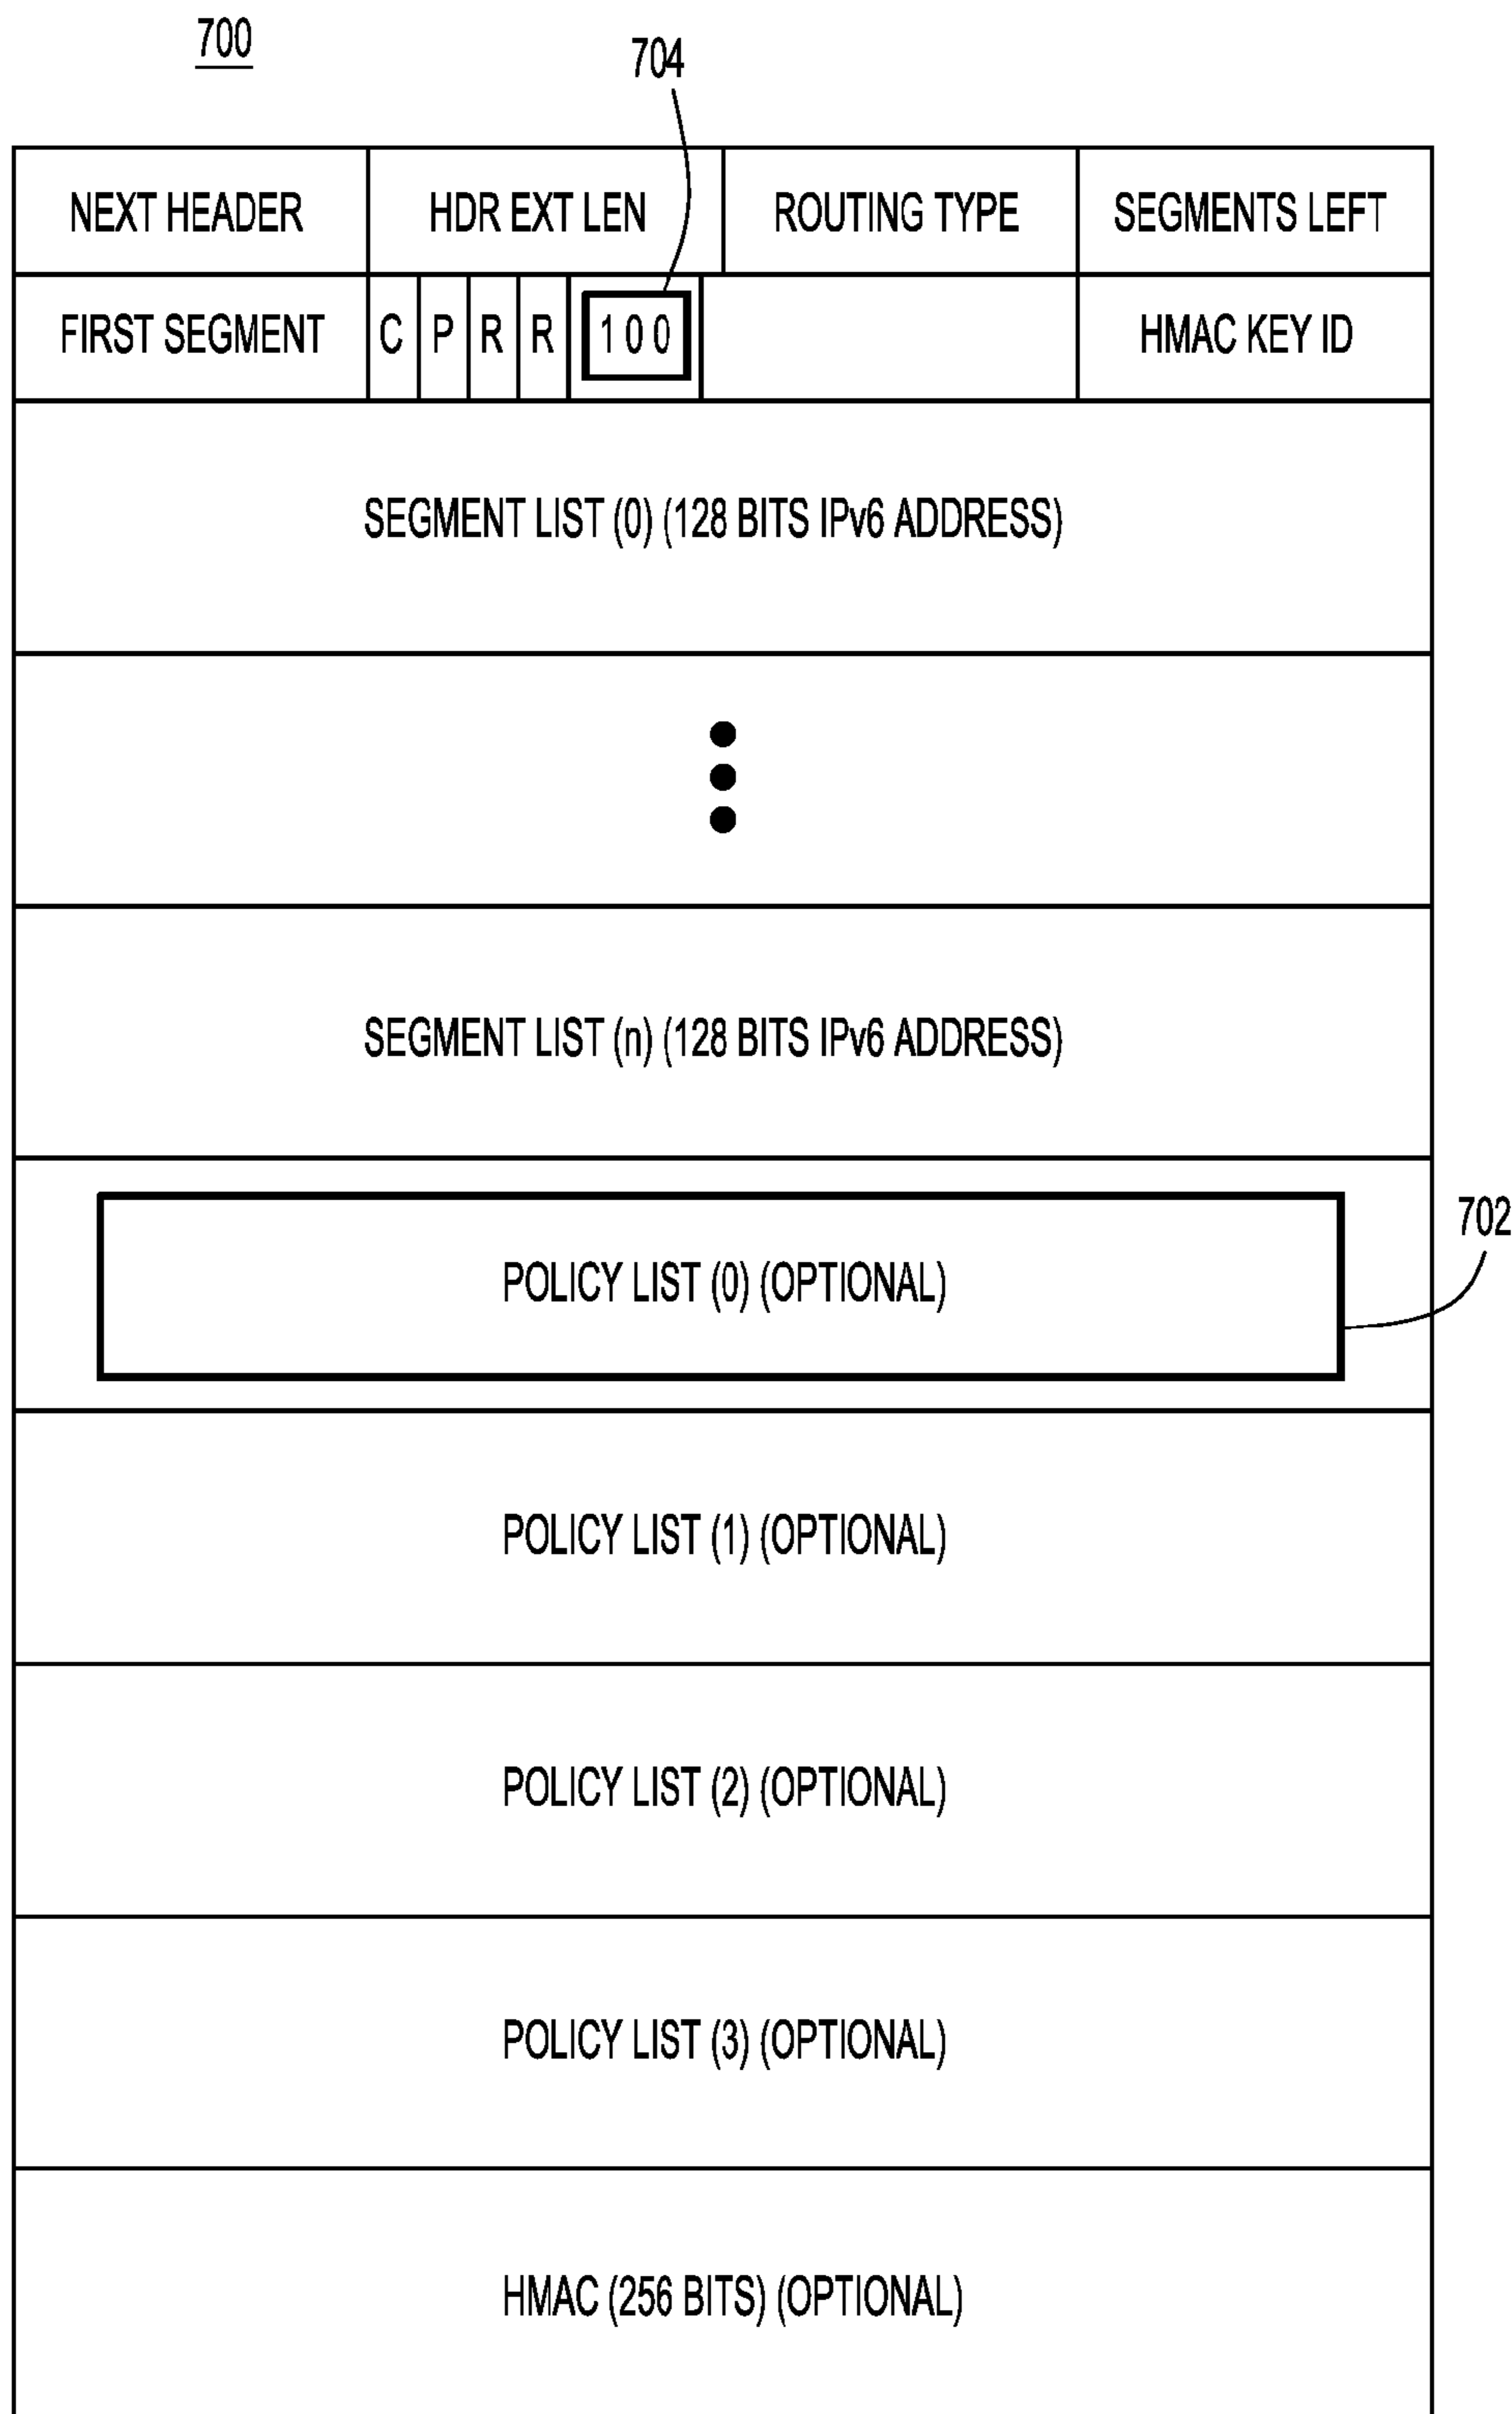 700
704
NEXT HEADER HDR EXT LEN ROUTING TYPE SEGMENTS LEFT
FIRST SEGMENT C P R R 1 0 0 HMAC KEY ID
SEGMENT LIST (0) (128 BITS IPv6 ADDRESS)
SEGMENT LIST (n) (128 BITS IPv6 ADDRESS)
702
POLICY LIST (0) (OPTIONAL)
POLICY LIST (1) (OPTIONAL)
POLICY LIST (2) (OPTIONAL)
POLICY LIST (3) (OPTIONAL)
HMAC (256 BITS) (OPTIONAL)